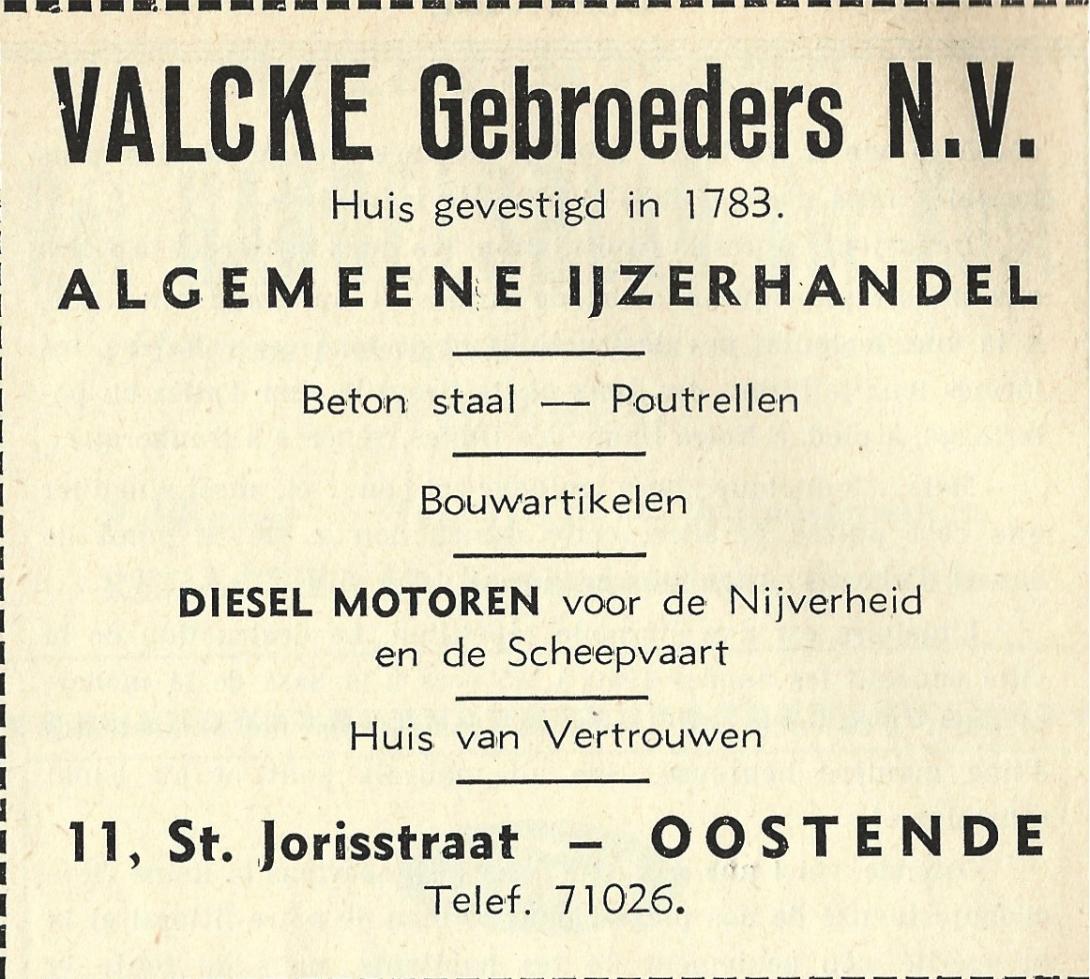 VALCKE Gebroeders N.V.
Huis gevestigd in 1783.
ALGEMEENE IJZERHANDEL
Beton staal — Poutrellen
Bouwartikelen
DIESEL MOTOREN voor de Nijverheid
en de Scheepvaart
Huis van Vertrouwen
11, St. Jorisstraat — OOSTENDE
Telef. 71026.